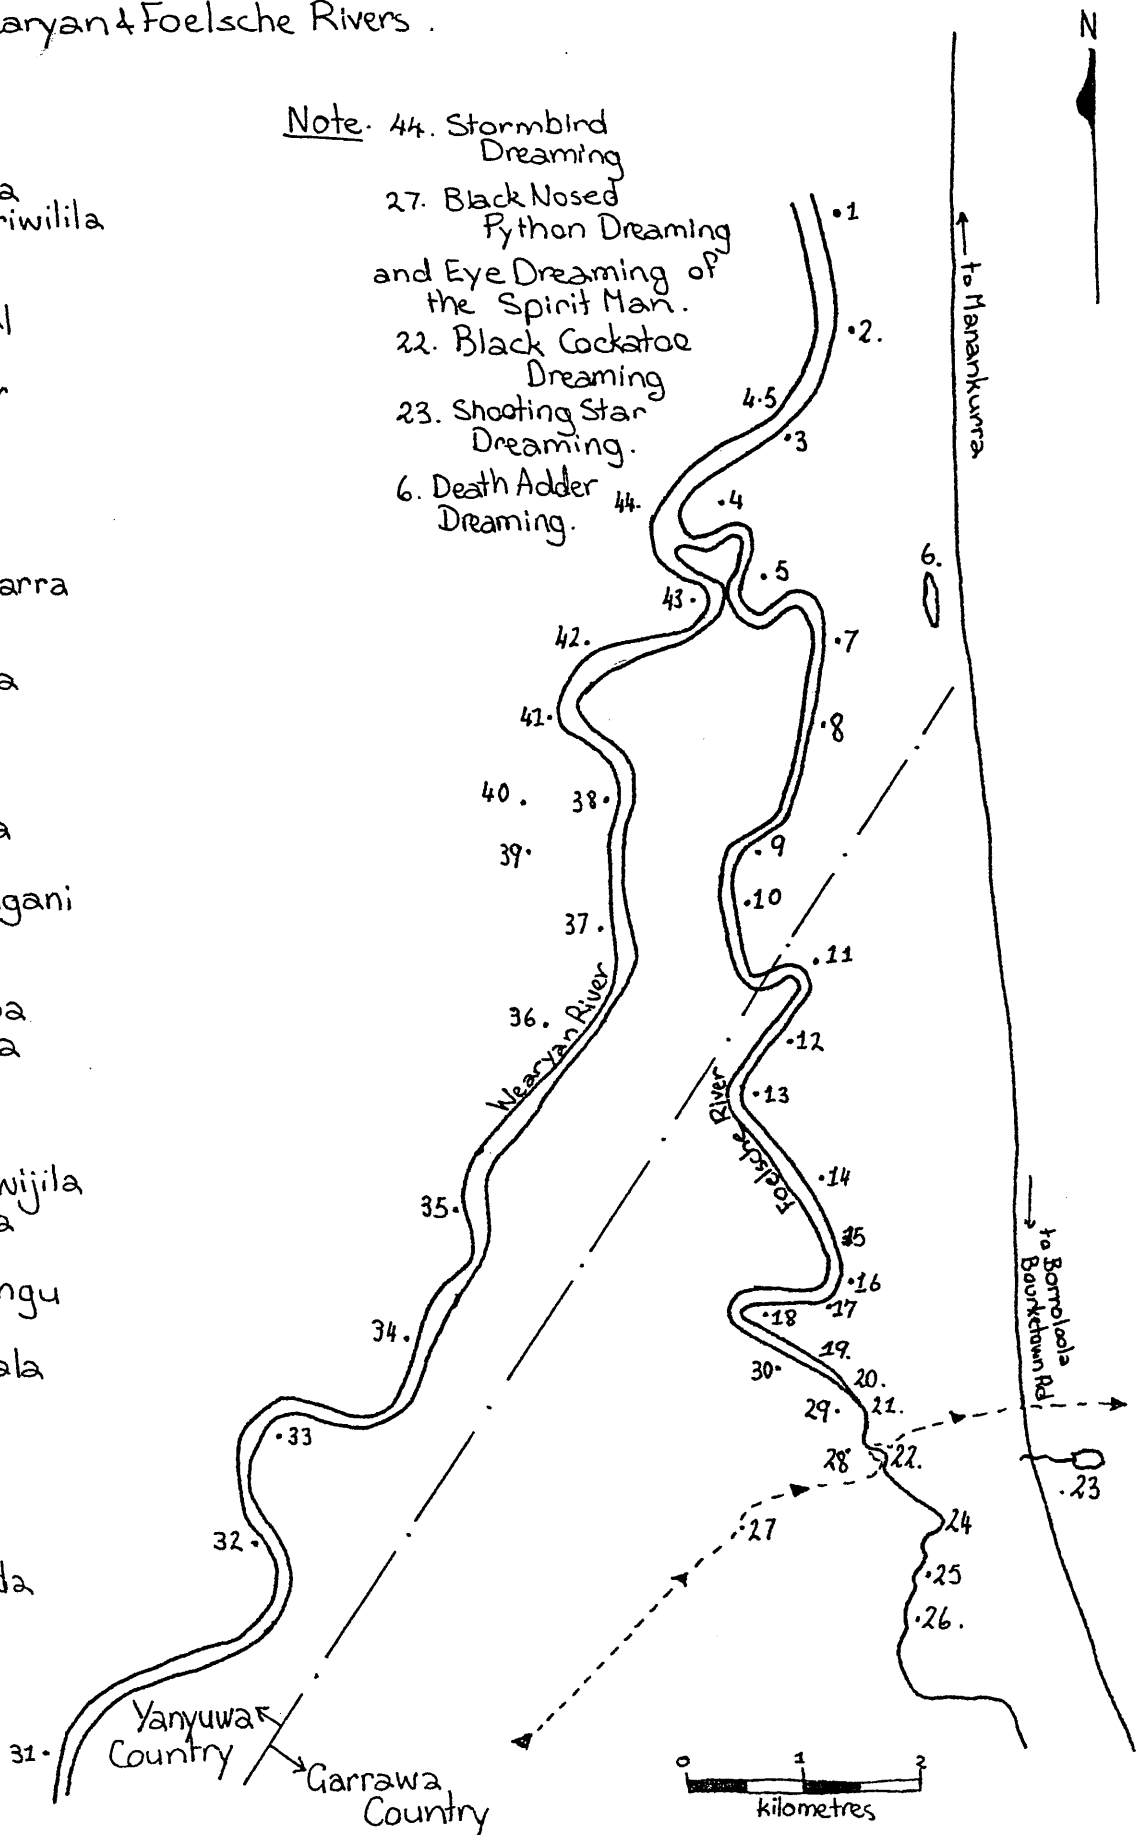 aryan & Foelsche Rivers.
N
Note. 44. Stormbird
Dreaming
27. Black Nosed
Python Dreaming
and Eye Dreaming of
the Spirit Man.
22. Black Cockatoo
Dreaming
23. Shooting Star
Dreaming.
6. Death Adder
Dreaming.
a
riwilila
l
r
arra
a
a
gani
a
a
wijila
a
ngu
ala
da
to Manankurra
1
2.
4.5
3
44.
4
5
6.
43.
42.
7
41.
8
40.
38.
39.
9
10
37.
11
36.
Wearyan River
12
13
Foelsche River
14
35.
15
to Borroloola
Bourketown Rd
16
17
18
34.
19.
30.
20.
29.
21.
33
28
22.
23
27
24
32.
25
26.
Yanyuwa
Country
31.
Garrawa
Country
0 1 2
kilometres